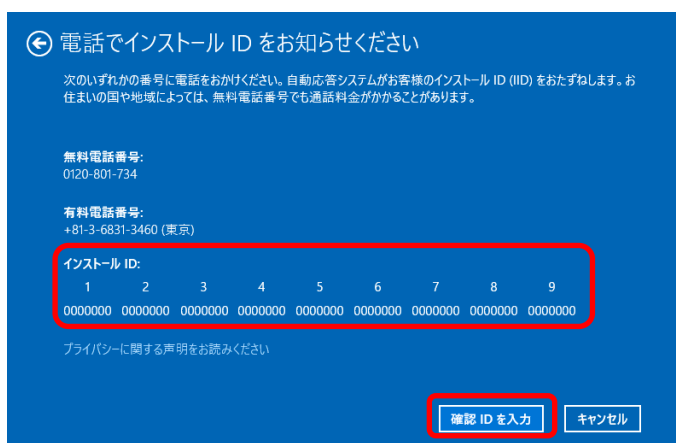 電話でインストール ID をお知らせください
次のいずれかの番号に電話をおかけください。自動応答システムがお客様のインストール ID (IID) をおたずねします。お
住まいの国や地域によっては、無料電話番号でも通話料金がかかることがあります。
無料電話番号:
0120-801-734
有料電話番号:
+81-3-6831-3460 (東京)
インストール ID:
1 2 3 4 5 6 7 8 9
0000000 0000000 0000000 0000000 0000000 0000000 0000000 0000000 0000000
プライバシーに関する声明をお読みください
確認 ID を入力 キャンセル